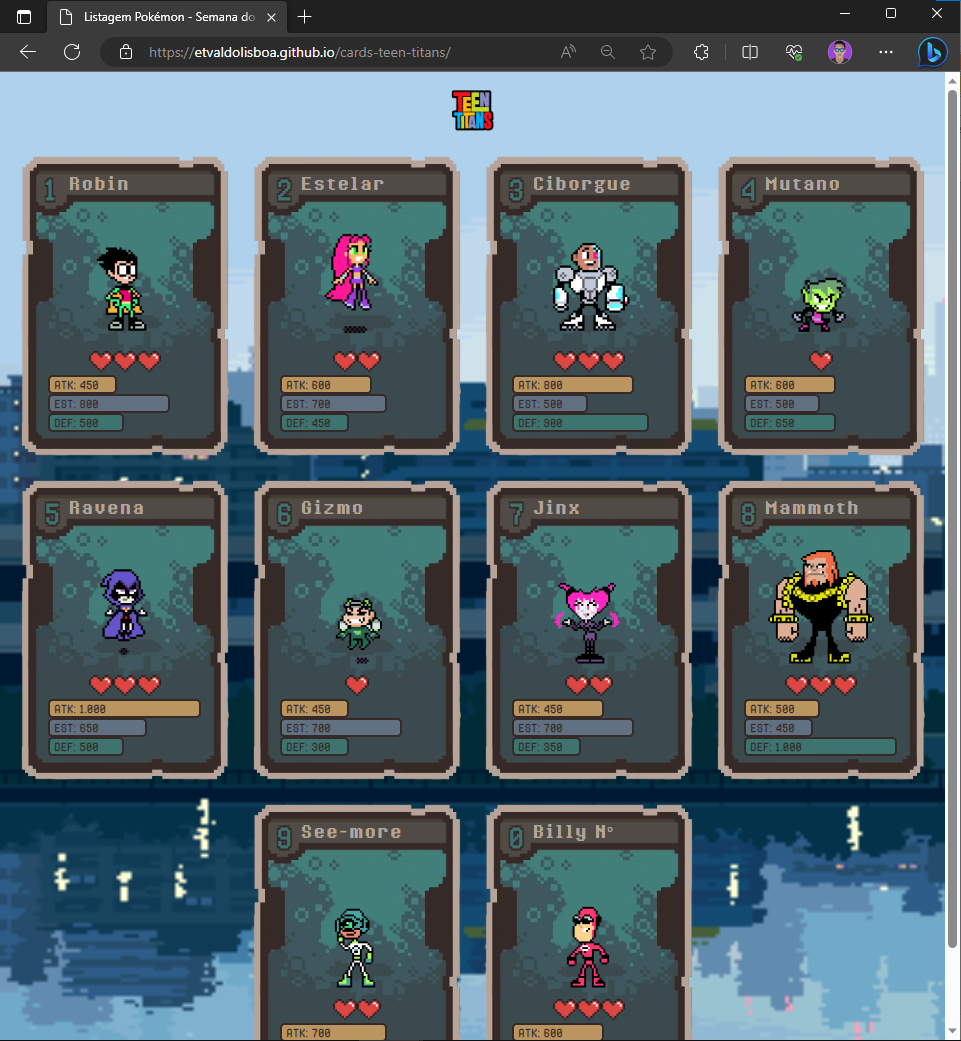 Listagem Pokémon - Semana do
https://etvaldolisboa.github.io/cards-teen-titans/
TEEN
TITANS
1 Robin
ATK: 450
EST: 800
DEF: 500
2 Estelar
ATK: 600
EST: 700
DEF: 450
3 Ciborgue
ATK: 800
EST: 500
DEF: 900
4 Mutano
ATK: 600
EST: 500
DEF: 650
5 Ravena
ATK: 1.000
EST: 650
DEF: 500
6 Gizmo
ATK: 450
EST: 700
DEF: 300
7 Jinx
ATK: 450
EST: 700
DEF: 350
8 Mammoth
ATK: 500
EST: 450
DEF: 1.000
9 See-more
ATK: 700
0 Billy Nº
ATK: 600